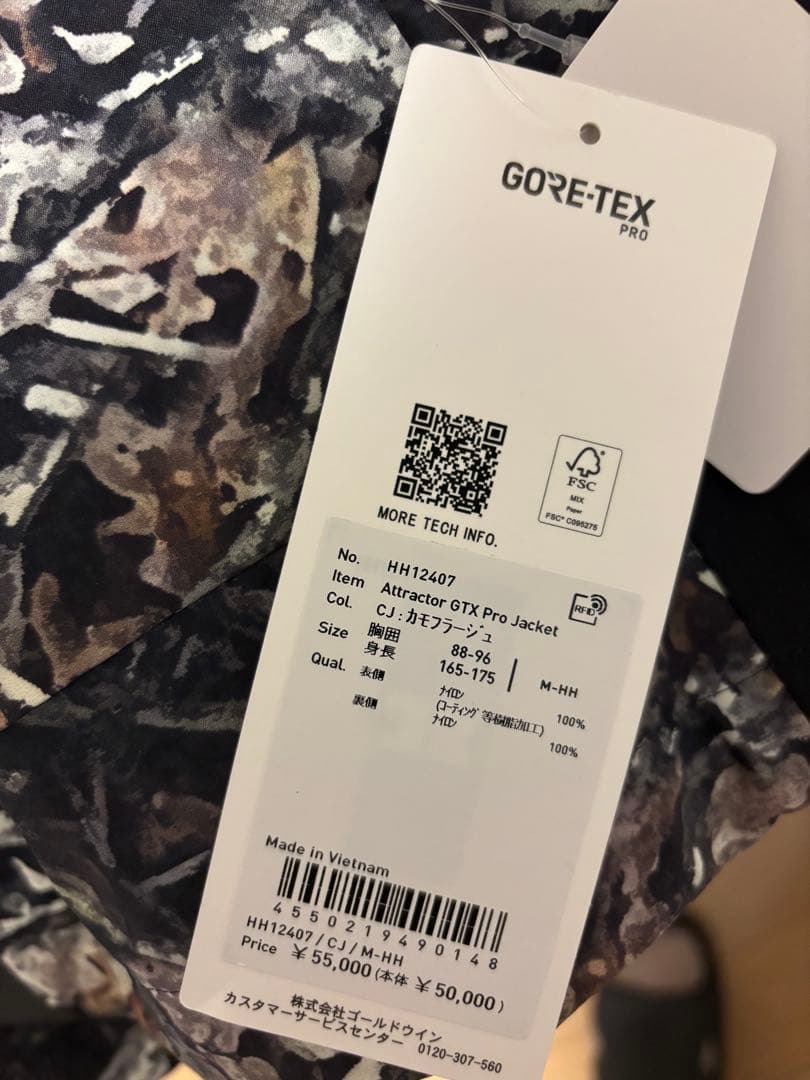 GORE-TEX
PRO
MORE TECH INFO.
FSC
MIX
Paper
FSC® C095275
No. HH12407
RFID
Item Attractor GTX Pro Jacket
Col. CJ : カモフラージュ
Size 胸囲 88-96
身長 165-175 M-HH
Qual. 表側 ナイロン 100%
(コーティング等樹脂加工)
裏側 ナイロン 100%
Made in Vietnam
4550219490148
HH12407 / CJ / M-HH
Price ¥55,000(本体 ¥50,000)
株式会社ゴールドウイン
カスタマーサービスセンター 0120-307-560